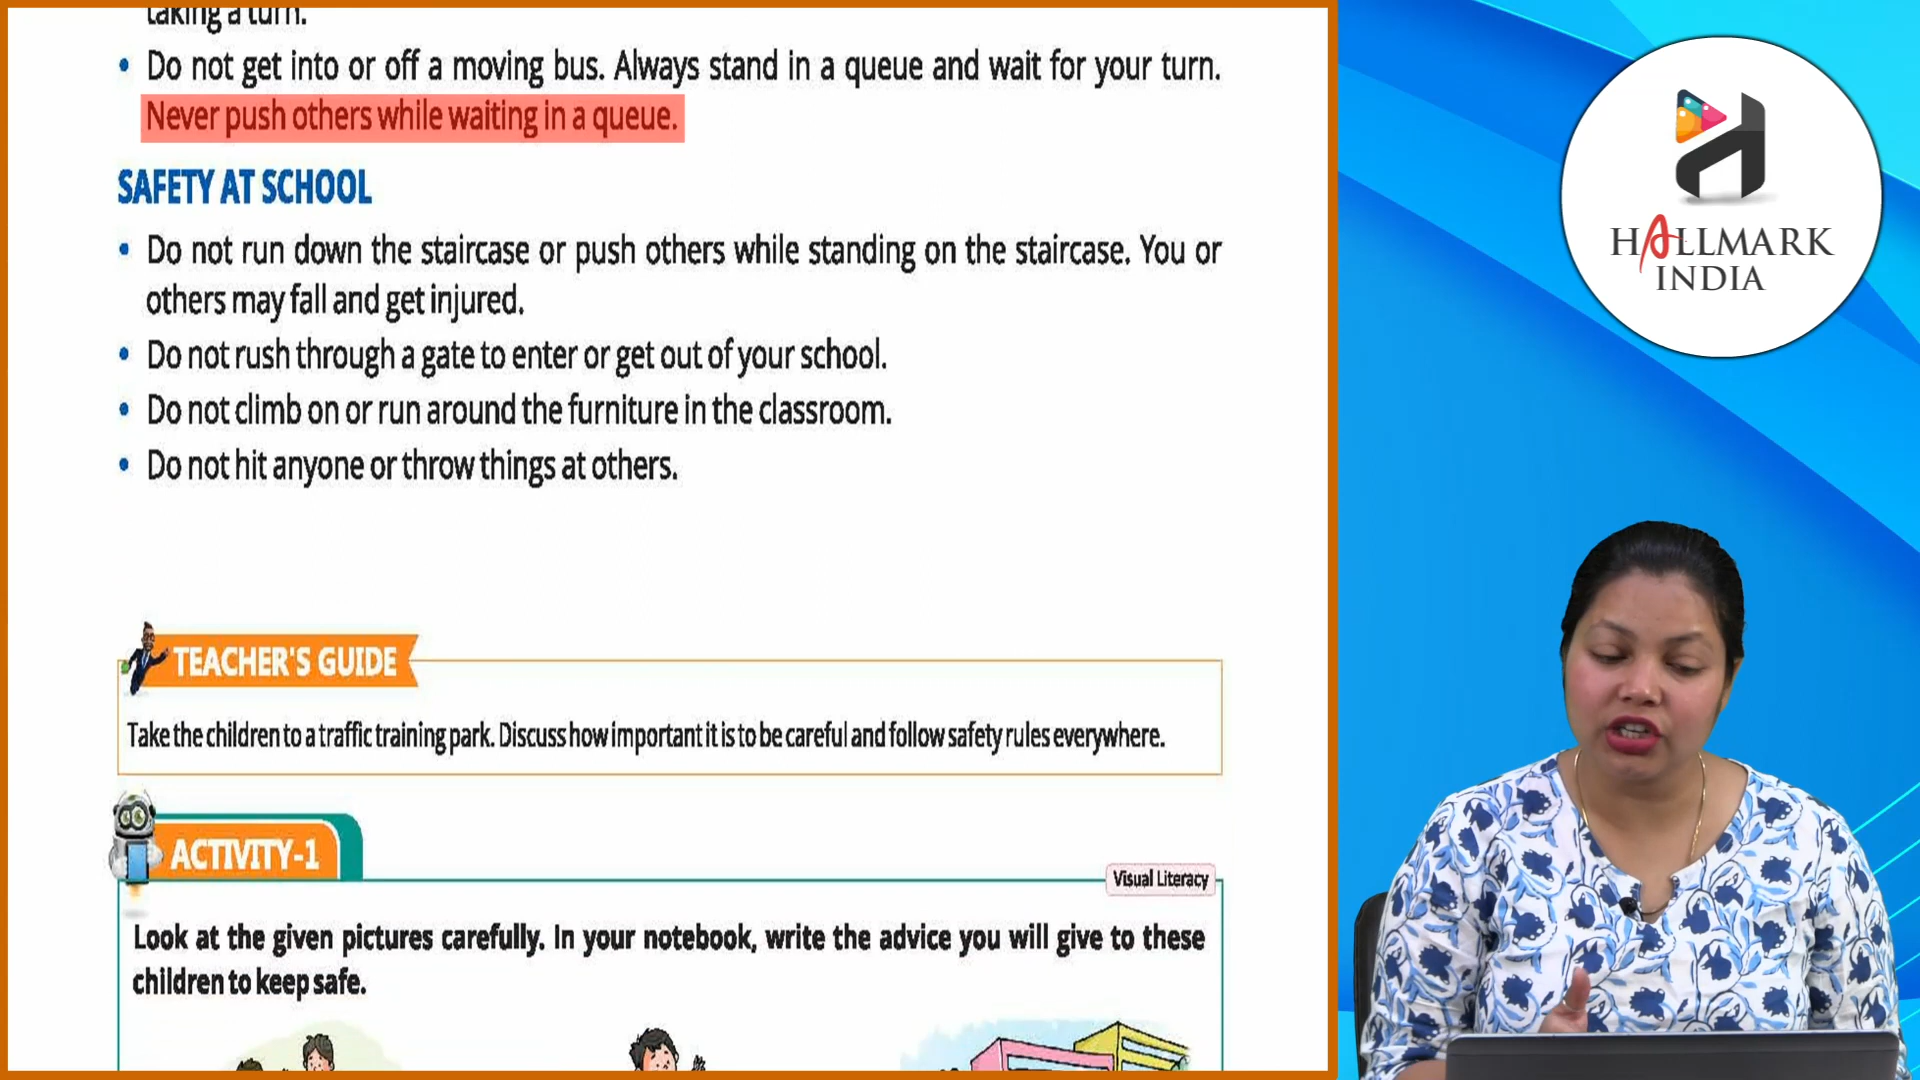 taking a turn.
• Do not get into or off a moving bus. Always stand in a queue and wait for your turn.
Never push others while waiting in a queue.
SAFETY AT SCHOOL
• Do not run down the staircase or push others while standing on the staircase. You or
others may fall and get injured.
• Do not rush through a gate to enter or get out of your school.
• Do not climb on or run around the furniture in the classroom.
• Do not hit anyone or throw things at others.
TEACHER'S GUIDE
Take the children to a traffic training park. Discuss how important it is to be careful and follow safety rules everywhere.
ACTIVITY-1
Visual Literacy
Look at the given pictures carefully. In your notebook, write the advice you will give to these
children to keep safe.
HALLMARK
INDIA